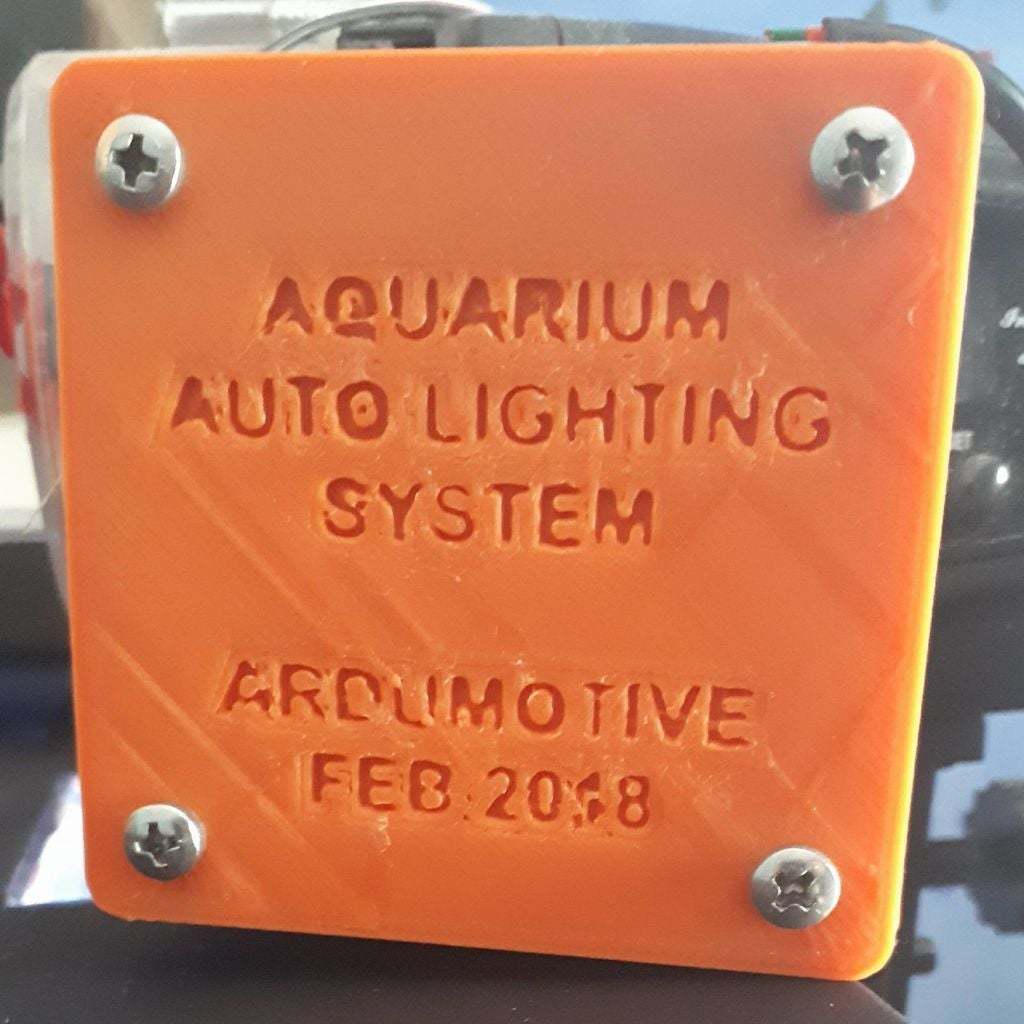 AQUARIUM
AUTO LIGHTING
SYSTEM
ARDUMOTIVE
FEB 2018